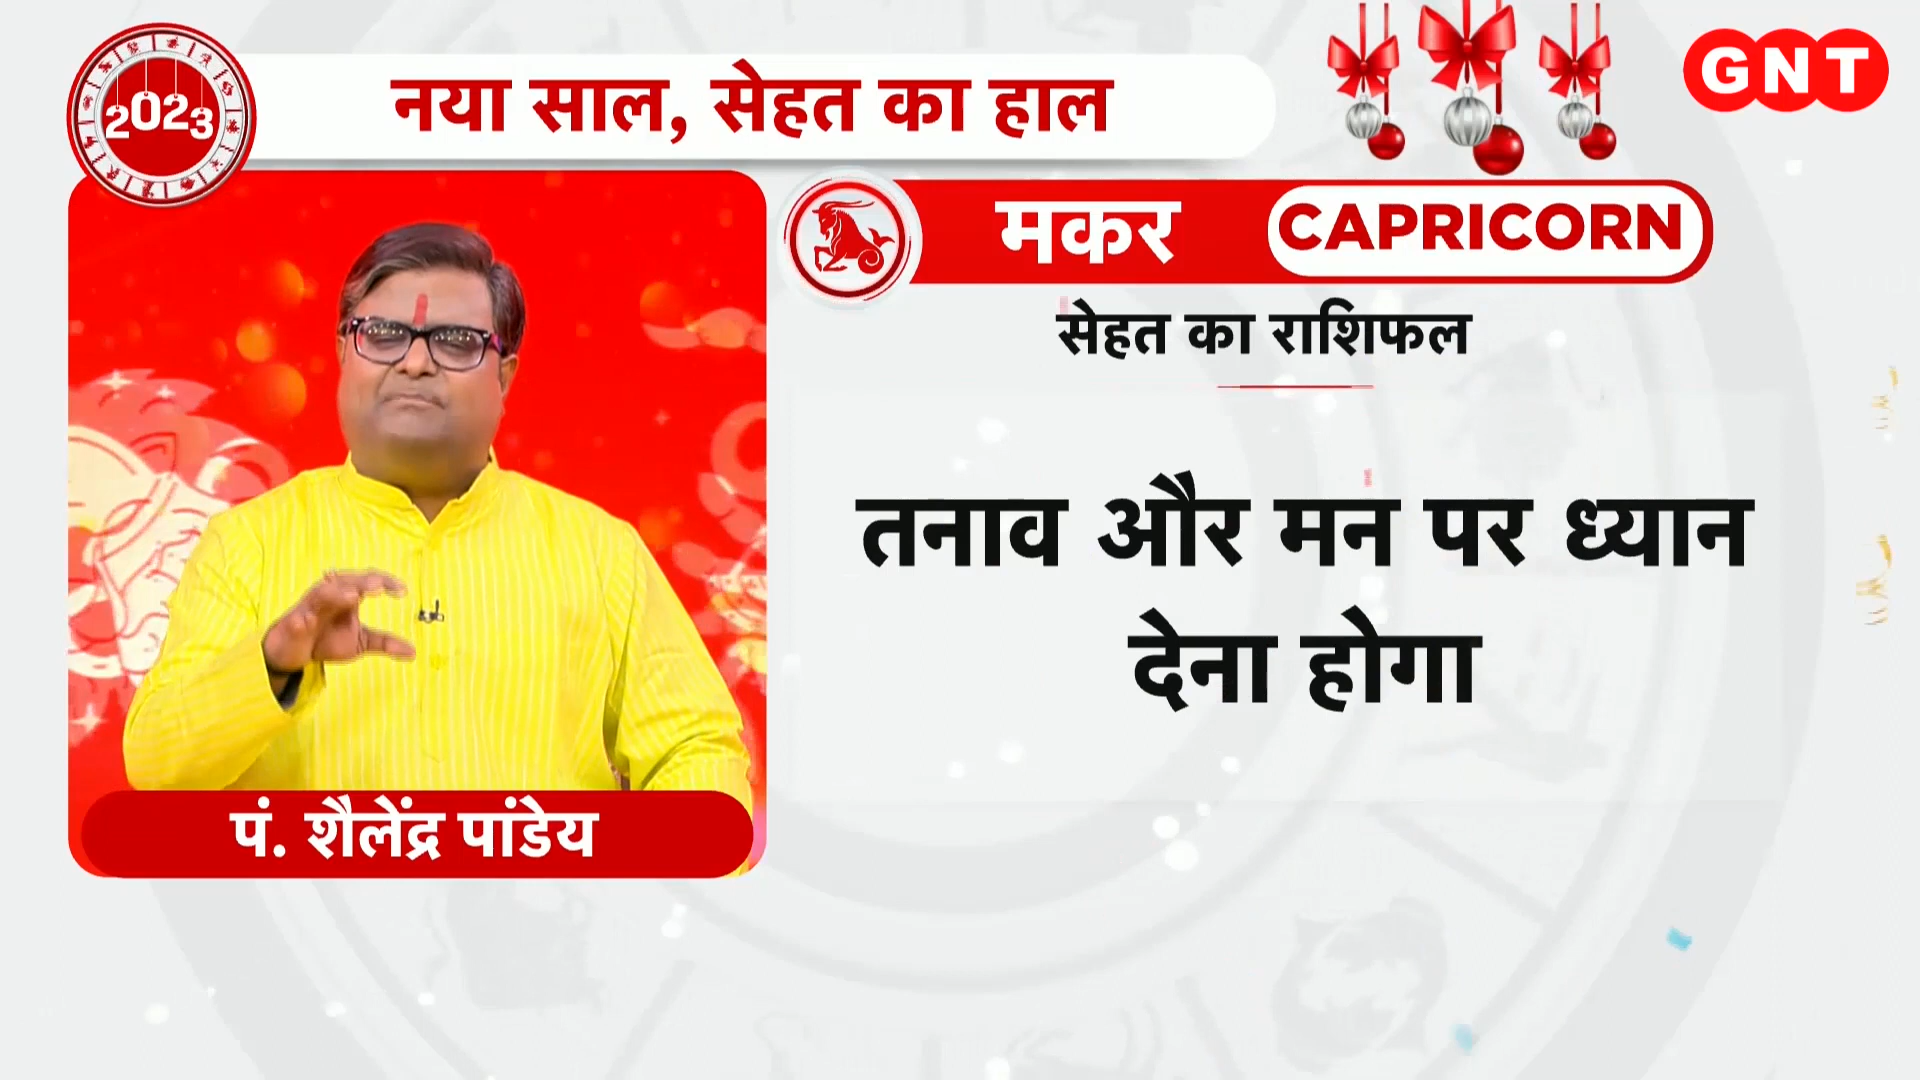 2023
नया साल, सेहत का हाल
GNT
मकर
CAPRICORN
सेहत का राशिफल
तनाव और मन पर ध्यान
देना होगा
पं. शैलेंद्र पांडेय